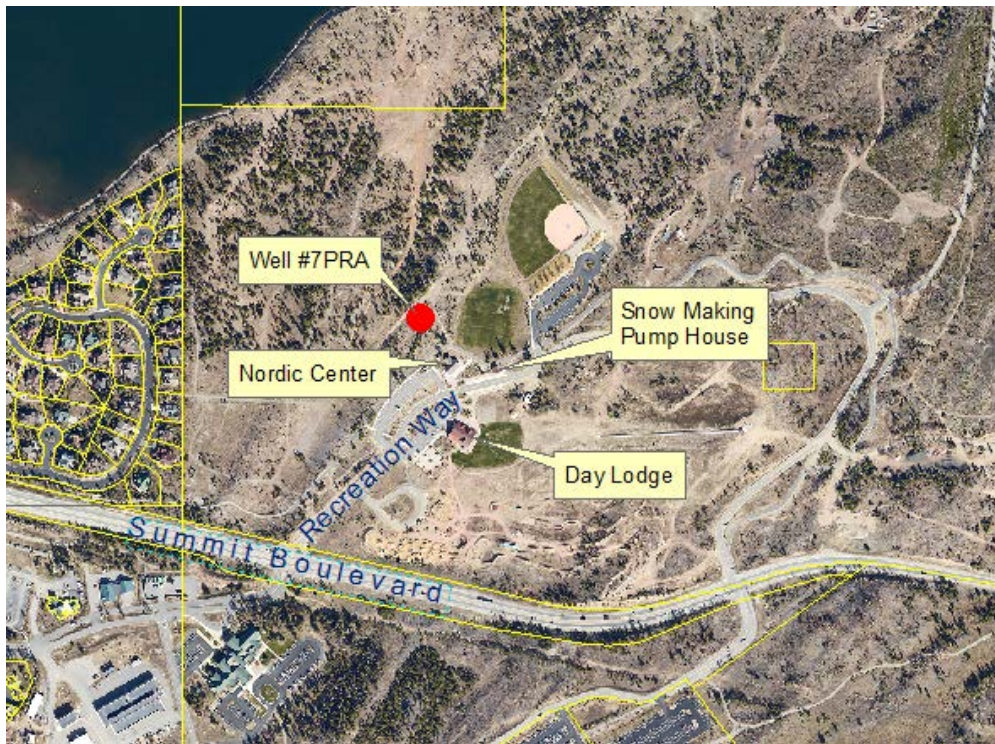 Well #7PRA
Snow Making
Pump House
Nordic Center
Recreation Way
Day Lodge
Summit Boulevard